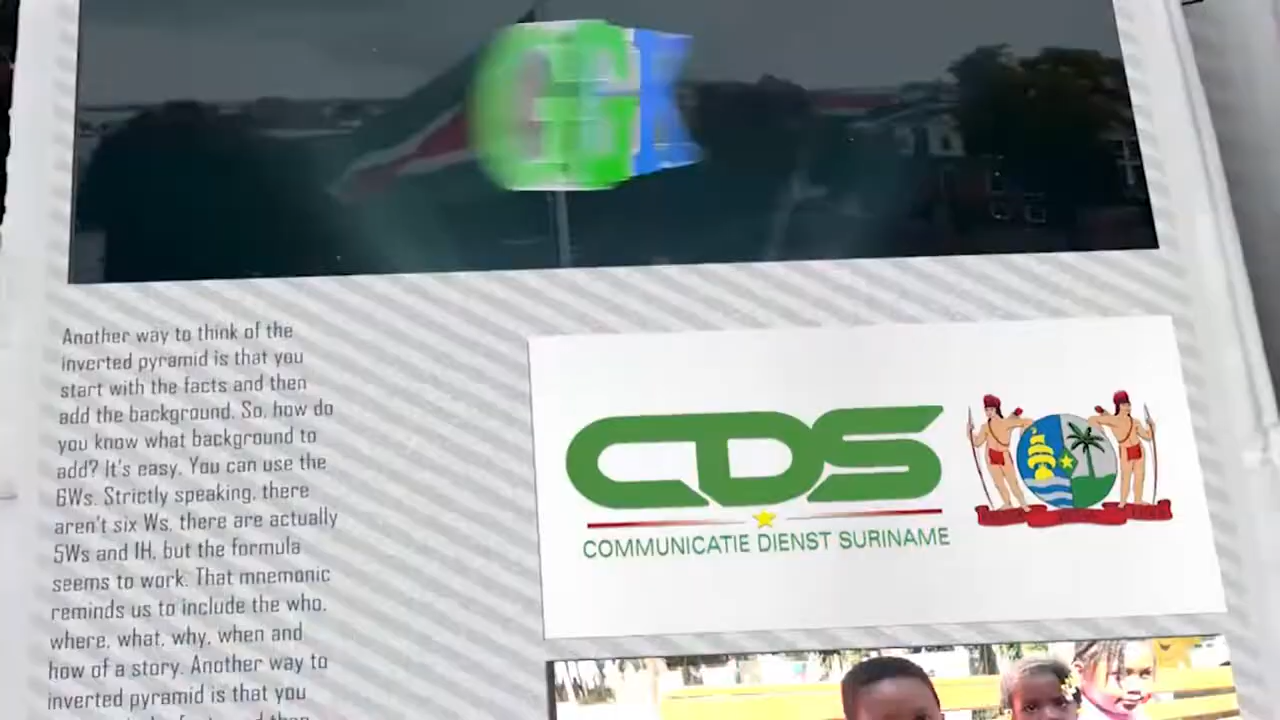 GGK
Another way to think of the
inverted pyramid is that you
start with the facts and then
add the background. So, how do
you know what background to
add? It's easy. You can use the
6Ws. Strictly speaking, there
aren't six Ws, there are actually
5Ws and 1H, but the formula
seems to work. That mnemonic
reminds us to include the who,
where, what, why, when and
how of a story. Another way to
inverted pyramid is that you
CDS
COMMUNICATIE DIENST SURINAME